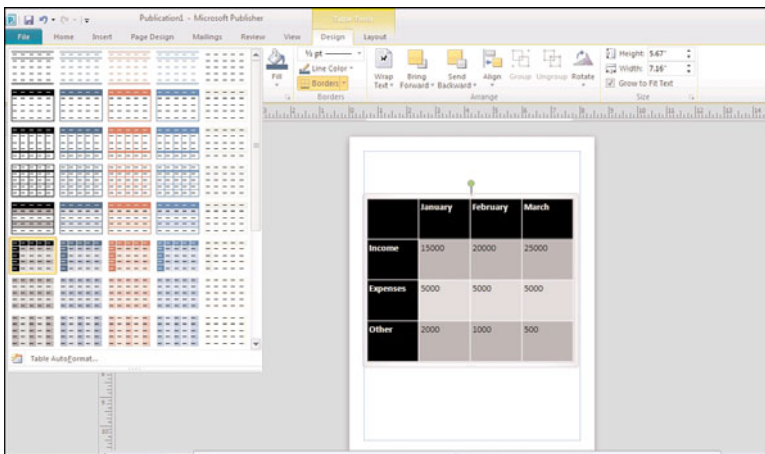 Publication1 - Microsoft Publisher
Table Tools
File Home Insert Page Design Mailings Review View Design Layout
½ pt
Line Color
Borders
Fill
Wrap Text
Bring Forward
Send Backward
Align
Group
Ungroup
Rotate
Height: 5.67"
Width: 7.16"
Grow to Fit Text
Borders Arrange Size
January February March
Income 15000 20000 25000
Expenses 5000 5000 5000
Other 2000 1000 500
Table AutoFormat...